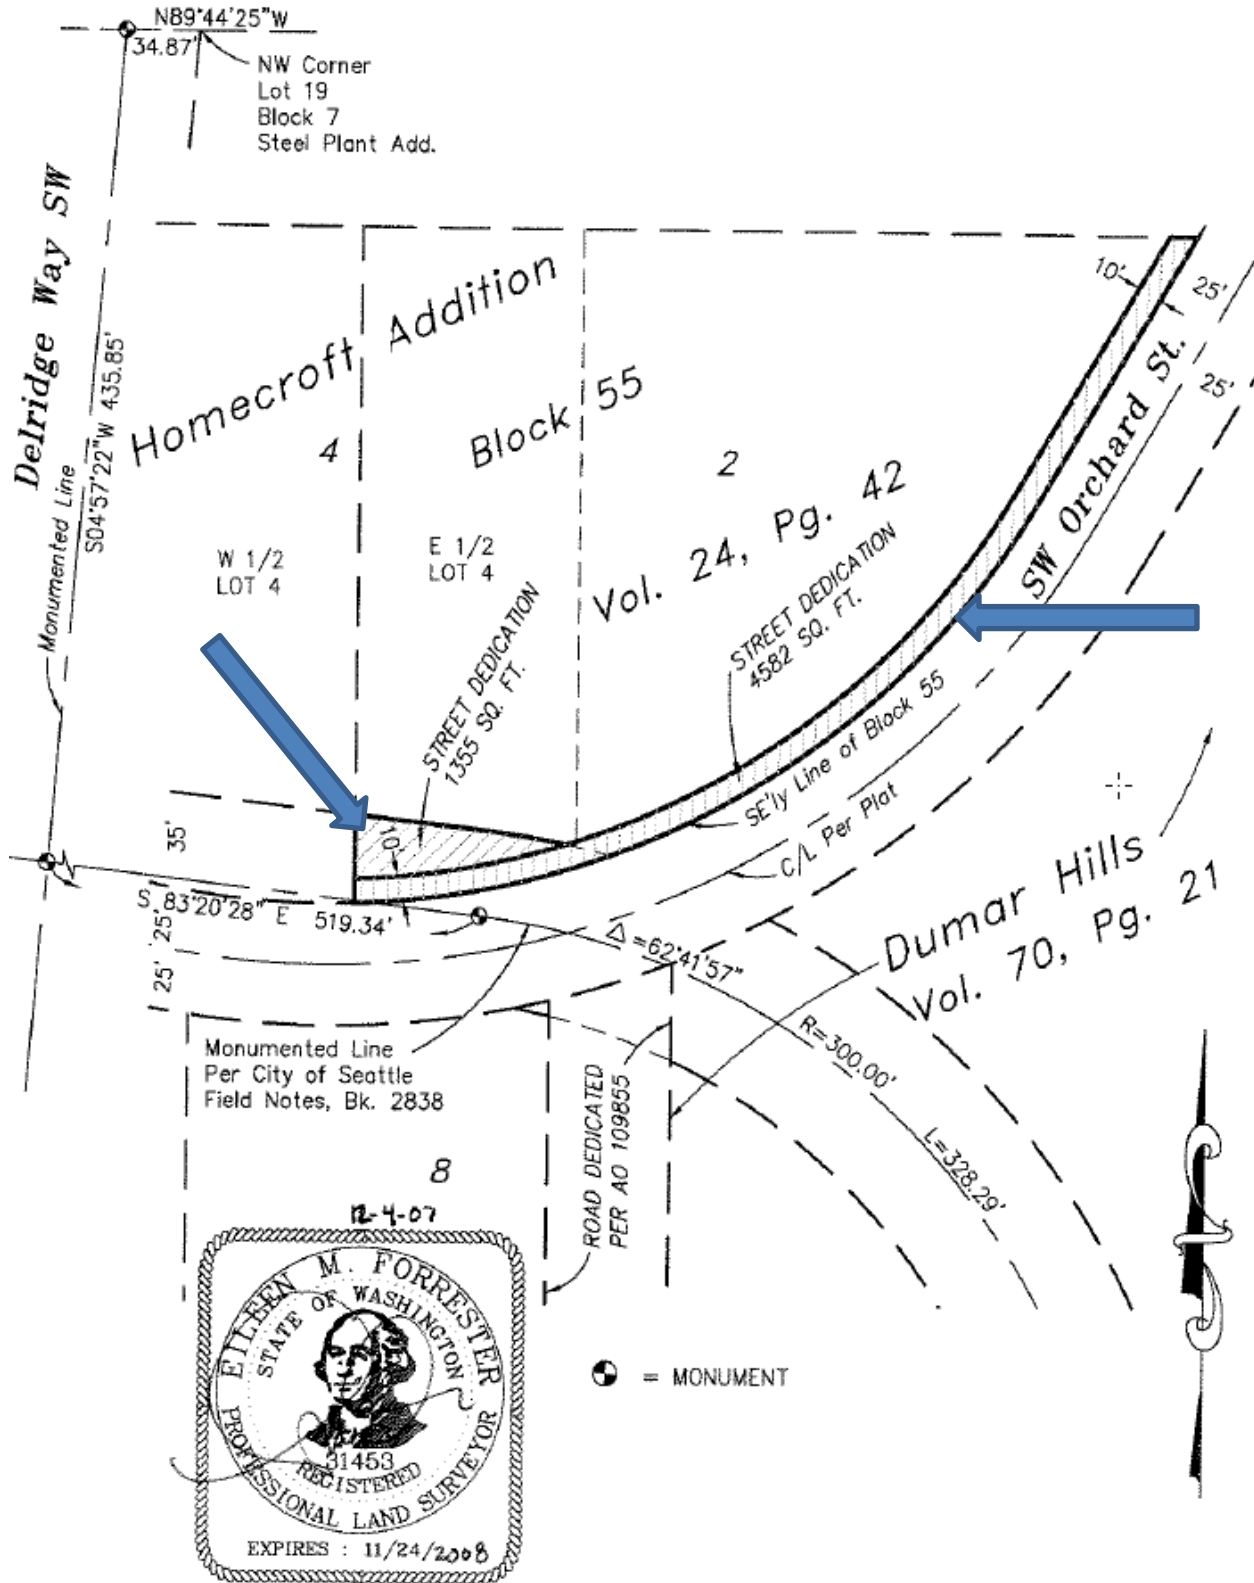 N89°44'25"W
34.87'
NW Corner
Lot 19
Block 7
Steel Plant Add.
Delridge Way SW
S04°57'22"W 435.85'
Monumented Line
Homecroft Addition
Block 55
4
2
Vol. 24, Pg. 42
W 1/2
LOT 4
E 1/2
LOT 4
STREET DEDICATION
1355 SQ. FT.
STREET DEDICATION
4582 SQ. FT.
10'
25'
25'
SW Orchard St.
SE'ly Line of Block 55
C/L Per Plat
10'
35'
S 83°20'28" E 519.34'
25'
25'
Δ=62°41'57"
R=300.00'
L=328.29'
Dumar Hills
Vol. 70, Pg. 21
Monumented Line
Per City of Seattle
Field Notes, Bk. 2838
ROAD DEDICATED
PER AO 109855
8
12-4-07
EILEEN M. FORRESTER
STATE OF WASHINGTON
31453
REGISTERED
PROFESSIONAL LAND SURVEYOR
EXPIRES : 11/24/2008
= MONUMENT